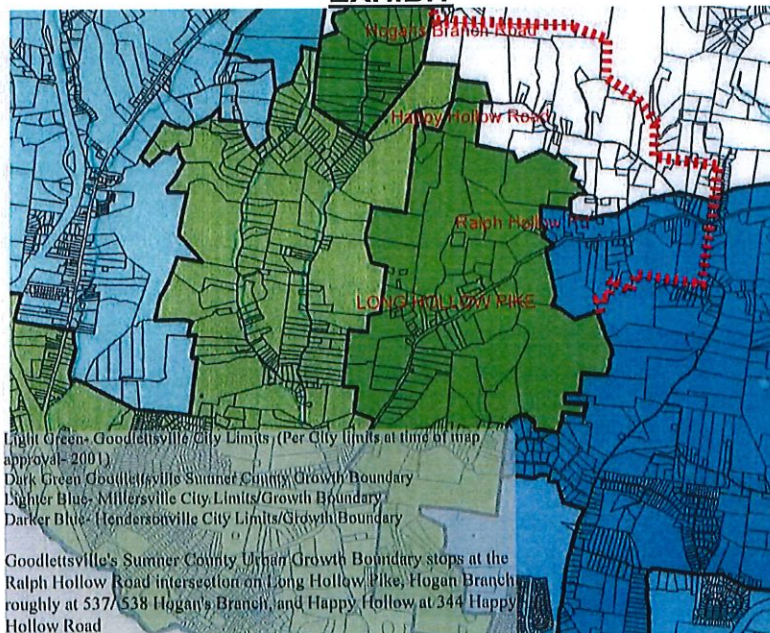 EXHIBIT
Hogans Branch Road
Happy Hollow Road
Ralph Hollow Rd
LONG HOLLOW PIKE
Light Green- Goodlettsville City Limits (Per City limits at time of map
approval- 2001)
Dark Green Goodlettsville Sumner County Growth Boundary
Lighter Blue- Millersville City Limits/Growth Boundary
Darker Blue- Hendersonville City Limits/Growth Boundary
Goodlettsville's Sumner County Urban Growth Boundary stops at the
Ralph Hollow Road intersection on Long Hollow Pike, Hogan Branch
roughly at 537/ 538 Hogan's Branch, and Happy Hollow at 344 Happy
Hollow Road